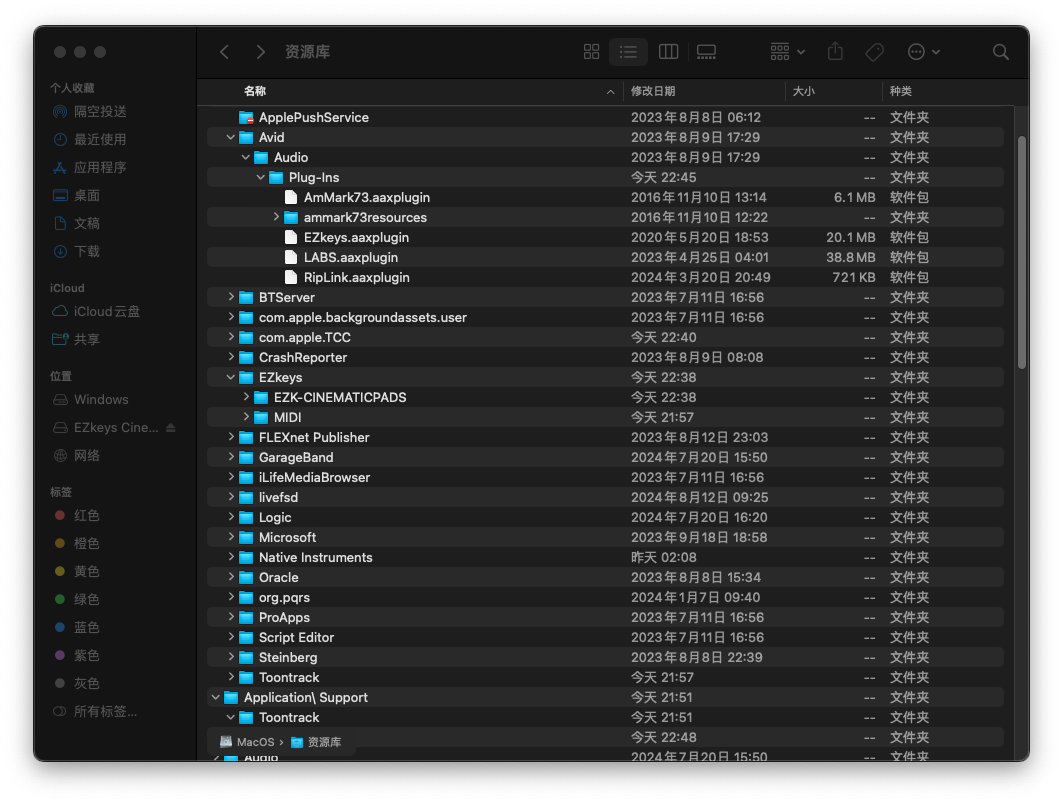 资源库
个人收藏
隔空投送
最近使用
应用程序
桌面
文稿
下载
iCloud
iCloud云盘
共享
位置
Windows
EZkeys Cine...
网络
标签
红色
橙色
黄色
绿色
蓝色
紫色
灰色
所有标签...
名称 修改日期 大小 种类
ApplePushService 2023年8月8日 06:12 -- 文件夹
Avid 2023年8月9日 17:29 -- 文件夹
Audio 2023年8月9日 17:29 -- 文件夹
Plug-Ins 今天 22:45 -- 文件夹
AmMark73.aaxplugin 2016年11月10日 13:14 6.1 MB 软件包
ammark73resources 2016年11月10日 12:22 -- 文件夹
EZkeys.aaxplugin 2020年5月20日 18:53 20.1 MB 软件包
LABS.aaxplugin 2023年4月25日 04:01 38.8 MB 软件包
RipLink.aaxplugin 2024年3月20日 20:49 721 KB 软件包
BTServer 2023年7月11日 16:56 -- 文件夹
com.apple.backgroundassets.user 2023年7月11日 16:56 -- 文件夹
com.apple.TCC 今天 22:40 -- 文件夹
CrashReporter 2023年8月9日 08:08 -- 文件夹
EZkeys 今天 22:38 -- 文件夹
EZK-CINEMATICPADS 今天 22:38 -- 文件夹
MIDI 今天 21:57 -- 文件夹
FLEXnet Publisher 2023年8月12日 23:03 -- 文件夹
GarageBand 2024年7月20日 15:50 -- 文件夹
iLifeMediaBrowser 2023年7月11日 16:56 -- 文件夹
livefsd 2024年8月12日 09:25 -- 文件夹
Logic 2024年7月20日 16:20 -- 文件夹
Microsoft 2023年9月18日 18:58 -- 文件夹
Native Instruments 昨天 02:08 -- 文件夹
Oracle 2023年8月8日 15:34 -- 文件夹
org.pqrs 2024年1月7日 09:40 -- 文件夹
ProApps 2023年7月11日 16:56 -- 文件夹
Script Editor 2023年7月11日 16:56 -- 文件夹
Steinberg 2023年8月8日 22:39 -- 文件夹
Toontrack 今天 21:57 -- 文件夹
Application\ Support 今天 21:51 -- 文件夹
Toontrack 今天 21:51 -- 文件夹
MacOS › 资源库 今天 22:48 -- 文件夹
Audio 2024年7月20日 15:50 -- 文件夹